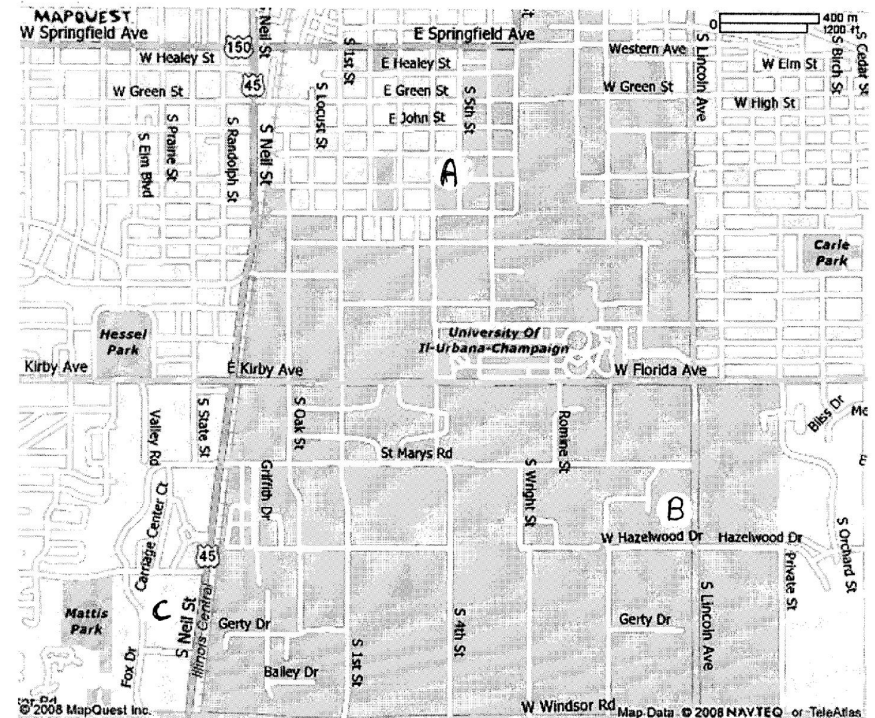 MAPQUEST
W Springfield Ave
E Springfield Ave
400 m
1200 ft
0
150
45
W Healey St
E Healey St
Western Ave
W Elm St
W Green St
E Green St
W Green St
W High St
E John St
S Neil St
S 1st St
S Locust St
S 5th St
S Lincoln Ave
S Birch St
S Cedar St
S Elm Blvd
S Praine St
S Randolph St
S Neil St
A
Carle
Park
Hessel
Park
University Of
Il-Urbana-Champaign
Kirby Ave
E Kirby Ave
W Florida Ave
Valley Rd
S State St
S Oak St
Romine St
Bliss Dr
St Marys Rd
Griffith Dr
S Wright St
Carriage Center Ct
B
W Hazelwood Dr
Hazelwood Dr
S Orchard St
Private St
45
C
Mattis
Park
S Neil St
Illinois Central
Gerty Dr
Gerty Dr
S 4th St
S 1st St
S Lincoln Ave
Fox Dr
Bailey Dr
W Windsor Rd
© 2008 MapQuest Inc.
Map Data © 2008 NAVTEQ or TeleAtlas